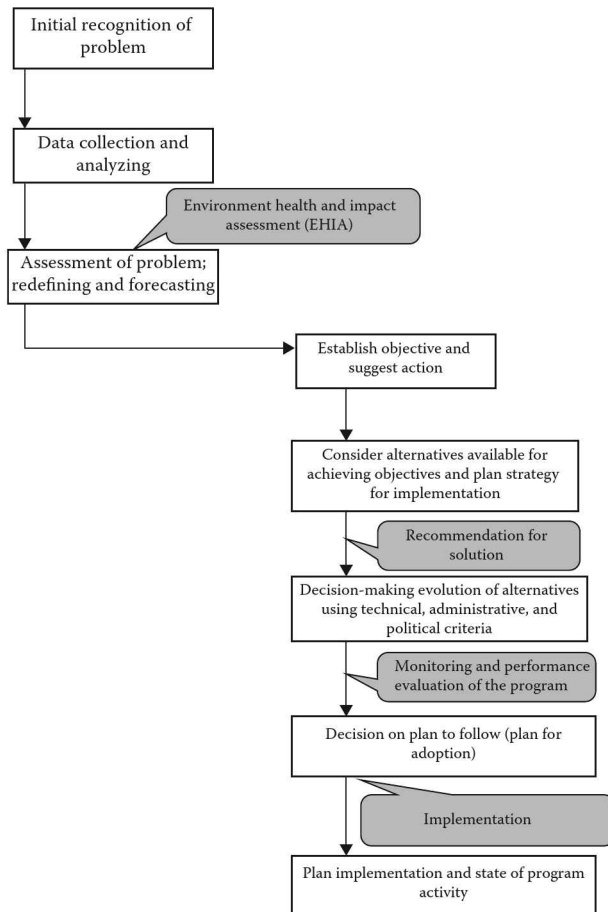 Initial recognition of
problem
Data collection and
analyzing
Environment health and impact
assessment (EHIA)
Assessment of problem;
redefining and forecasting
Establish objective and
suggest action
Consider alternatives available for
achieving objectives and plan strategy
for implementation
Recommendation for
solution
Decision-making evolution of alternatives
using technical, administrative, and
political criteria
Monitoring and performance
evaluation of the program
Decision on plan to follow (plan for
adoption)
Implementation
Plan implementation and state of program
activity